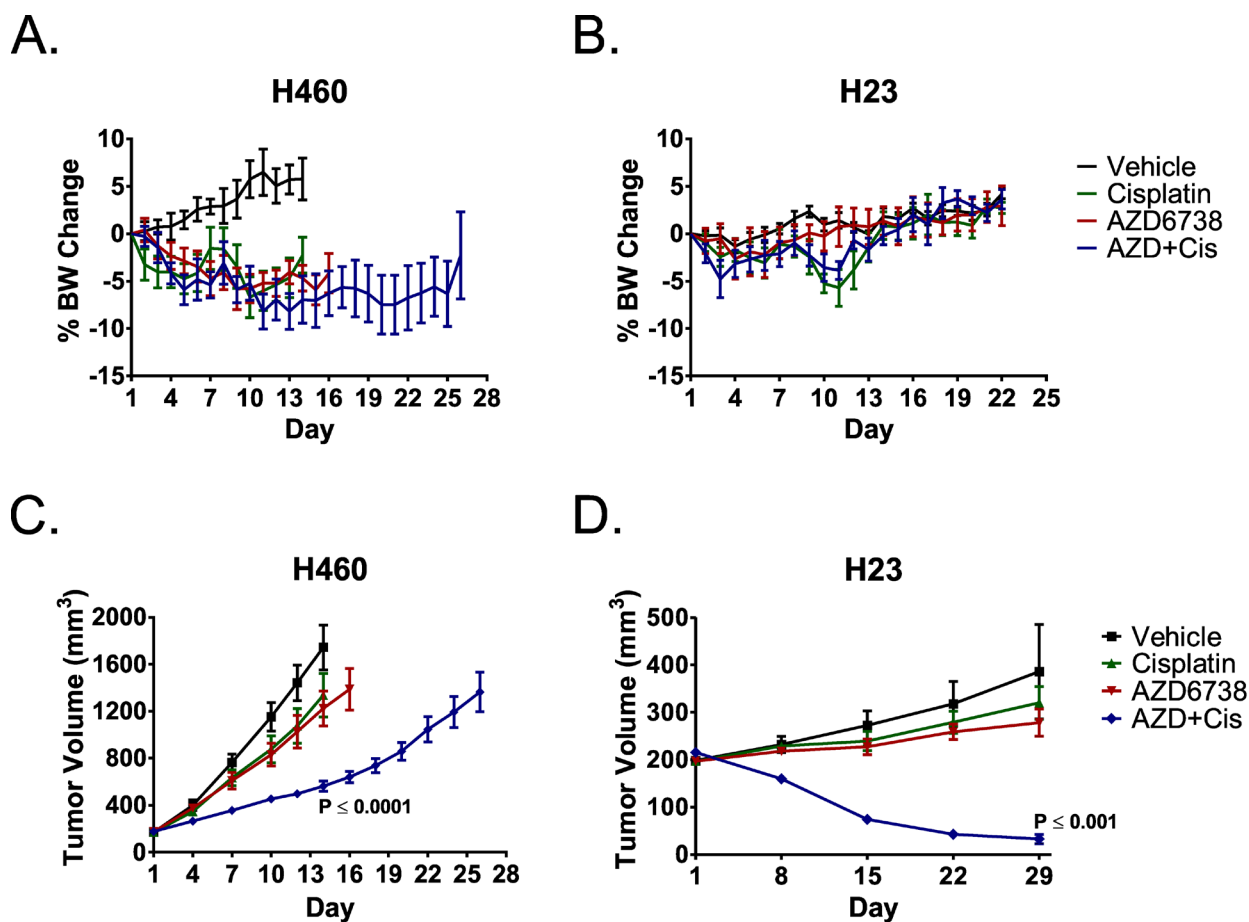 A.
B.
H460
H23
% BW Change
10
5
0
-5
-10
-15
1 4 7 10 13 16 19 22 25 28
Day
% BW Change
10
5
0
-5
-10
-15
1 4 7 10 13 16 19 22 25
Day
Vehicle
Cisplatin
AZD6738
AZD+Cis
C.
D.
H460
H23
Tumor Volume (mm³)
2000
1600
1200
800
400
0
P ≤ 0.0001
1 4 7 10 13 16 19 22 25 28
Day
Tumor Volume (mm³)
500
400
300
200
100
0
P ≤ 0.001
1 8 15 22 29
Day
Vehicle
Cisplatin
AZD6738
AZD+Cis